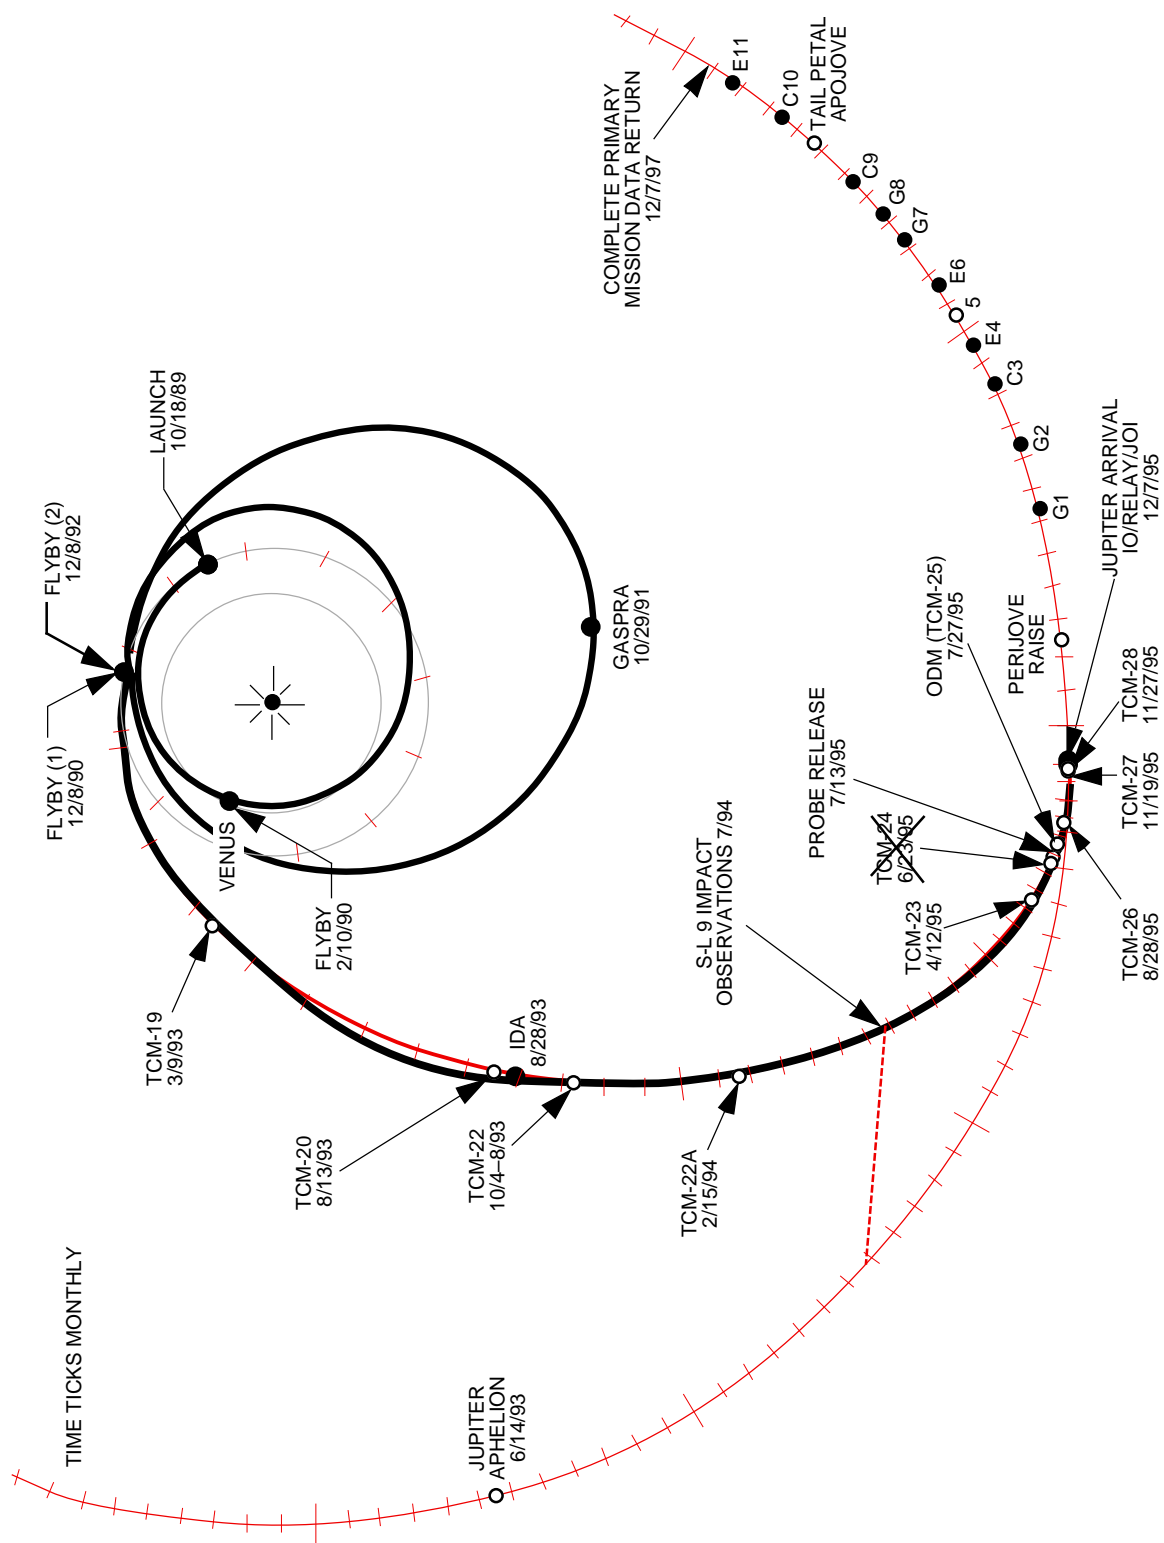 TIME TICKS MONTHLY
FLYBY (1)
12/8/90
FLYBY (2)
12/8/92
LAUNCH
10/18/89
VENUS
FLYBY
2/10/90
GASPRA
10/29/91
TCM-19
3/9/93
TCM-20
8/13/93
IDA
8/28/93
TCM-22
10/4–8/93
JUPITER
APHELION
6/14/93
TCM-22A
2/15/94
S-L 9 IMPACT
OBSERVATIONS 7/94
PROBE RELEASE
7/13/95
TCM-24
6/23/95
TCM-23
4/12/95
ODM (TCM-25)
7/27/95
PERIJOVE
RAISE
TCM-26
8/28/95
TCM-27
11/19/95
TCM-28
11/27/95
JUPITER ARRIVAL
IO/RELAY/JOI
12/7/95
G1
G2
C3
E4
5
E6
G7
G8
C9
TAIL PETAL
APOJOVE
C10
E11
COMPLETE PRIMARY
MISSION DATA RETURN
12/7/97